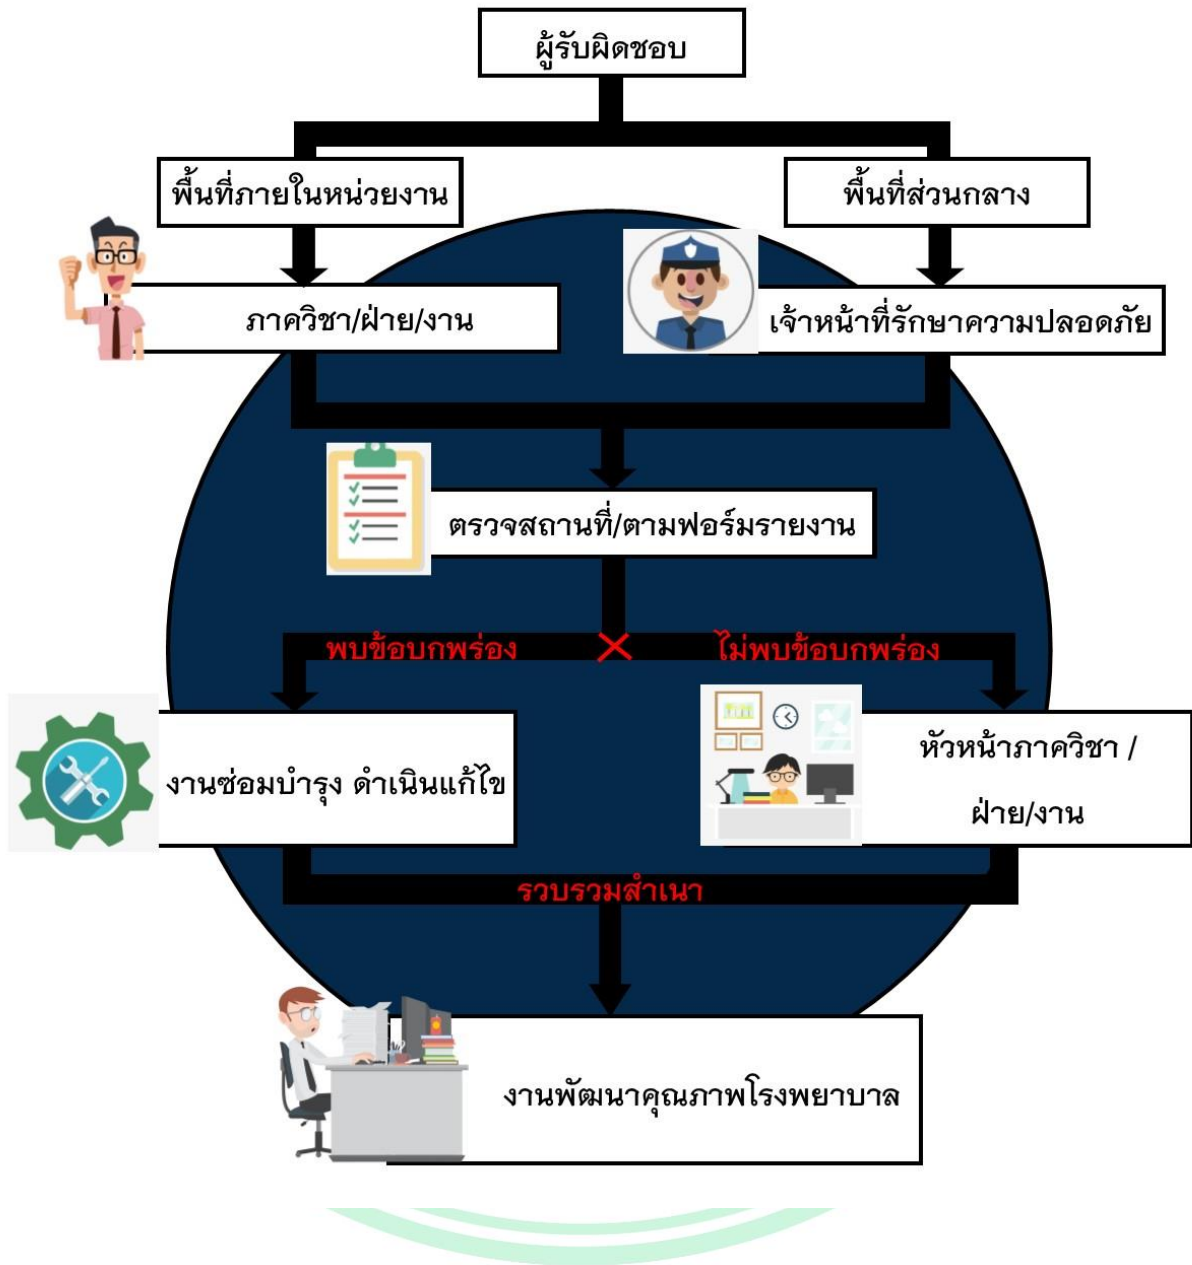 ผู้รับผิดชอบ
พื้นที่ภายในหน่วยงาน
พื้นที่ส่วนกลาง
ภาควิชา/ฝ่าย/งาน
เจ้าหน้าที่รักษาความปลอดภัย
ตรวจสถานที่/ตามฟอร์มรายงาน
พบข้อบกพร่อง
ไม่พบข้อบกพร่อง
งานซ่อมบำรุง ดำเนินแก้ไข
หัวหน้าภาควิชา /
ฝ่าย/งาน
รวบรวมสำเนา
งานพัฒนาคุณภาพโรงพยาบาล